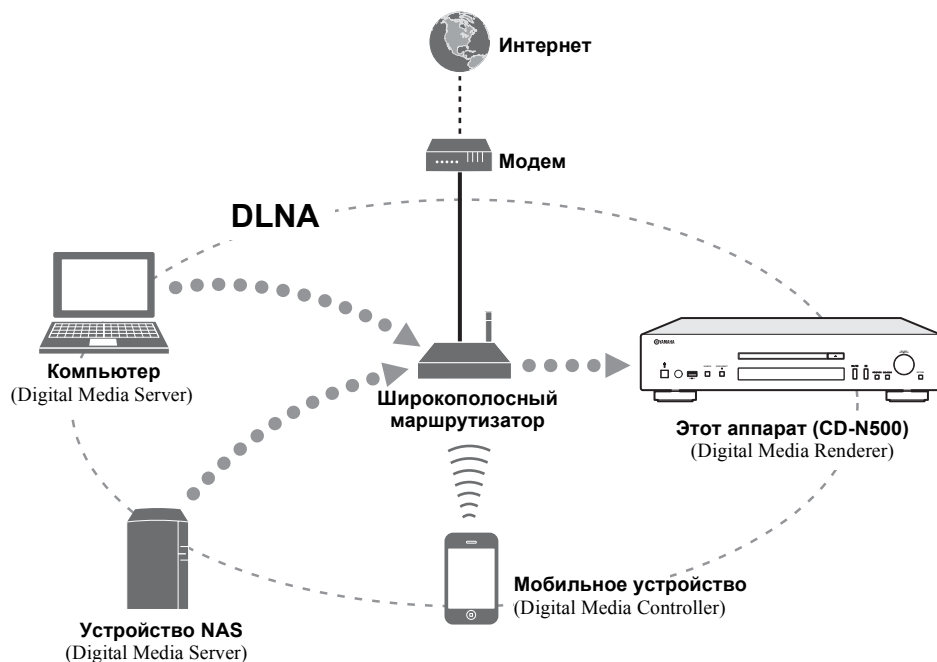 Интернет
Модем
DLNA
YAMAHA
Компьютер
(Digital Media Server)
Широкополосный
маршрутизатор
Этот аппарат (CD-N500)
(Digital Media Renderer)
Мобильное устройство
(Digital Media Controller)
Устройство NAS
(Digital Media Server)